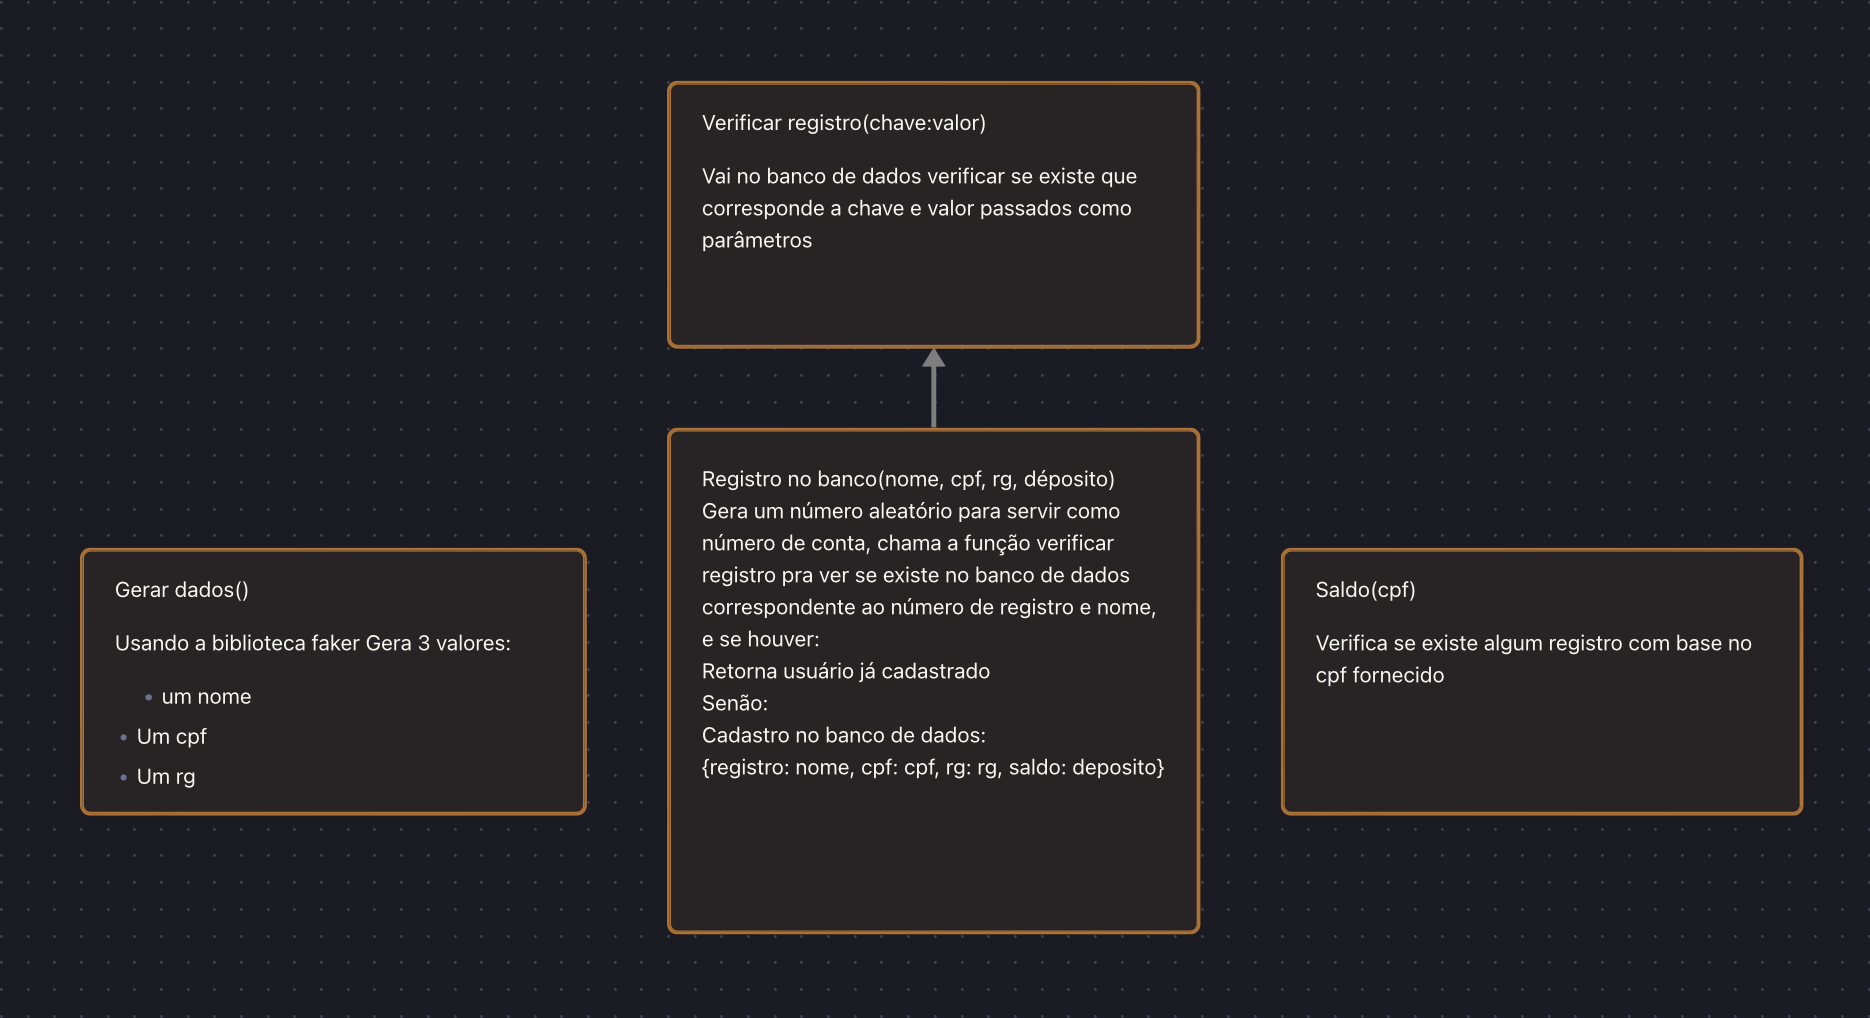 Verificar registro(chave:valor)
Vai no banco de dados verificar se existe que
corresponde a chave e valor passados como
parâmetros
Registro no banco(nome, cpf, rg, déposito)
Gera um número aleatório para servir como
número de conta, chama a função verificar
registro pra ver se existe no banco de dados
correspondente ao número de registro e nome,
e se houver:
Retorna usuário já cadastrado
Senão:
Cadastro no banco de dados:
{registro: nome, cpf: cpf, rg: rg, saldo: deposito}
Gerar dados()
Usando a biblioteca faker Gera 3 valores:
um nome
Um cpf
Um rg
Saldo(cpf)
Verifica se existe algum registro com base no
cpf fornecido